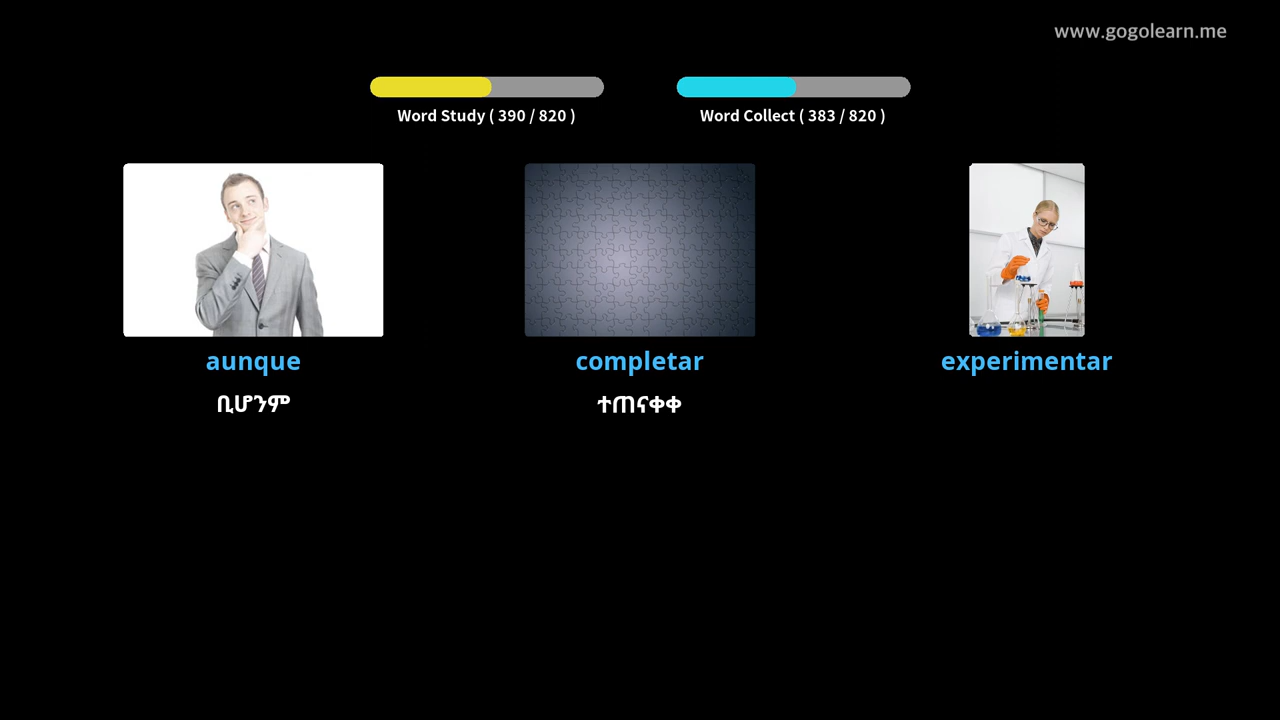 www.gogolearn.me
Word Study ( 390 / 820 )
Word Collect ( 383 / 820 )
aunque
completar
experimentar
ቢሆንም
ተጠናቀቀ